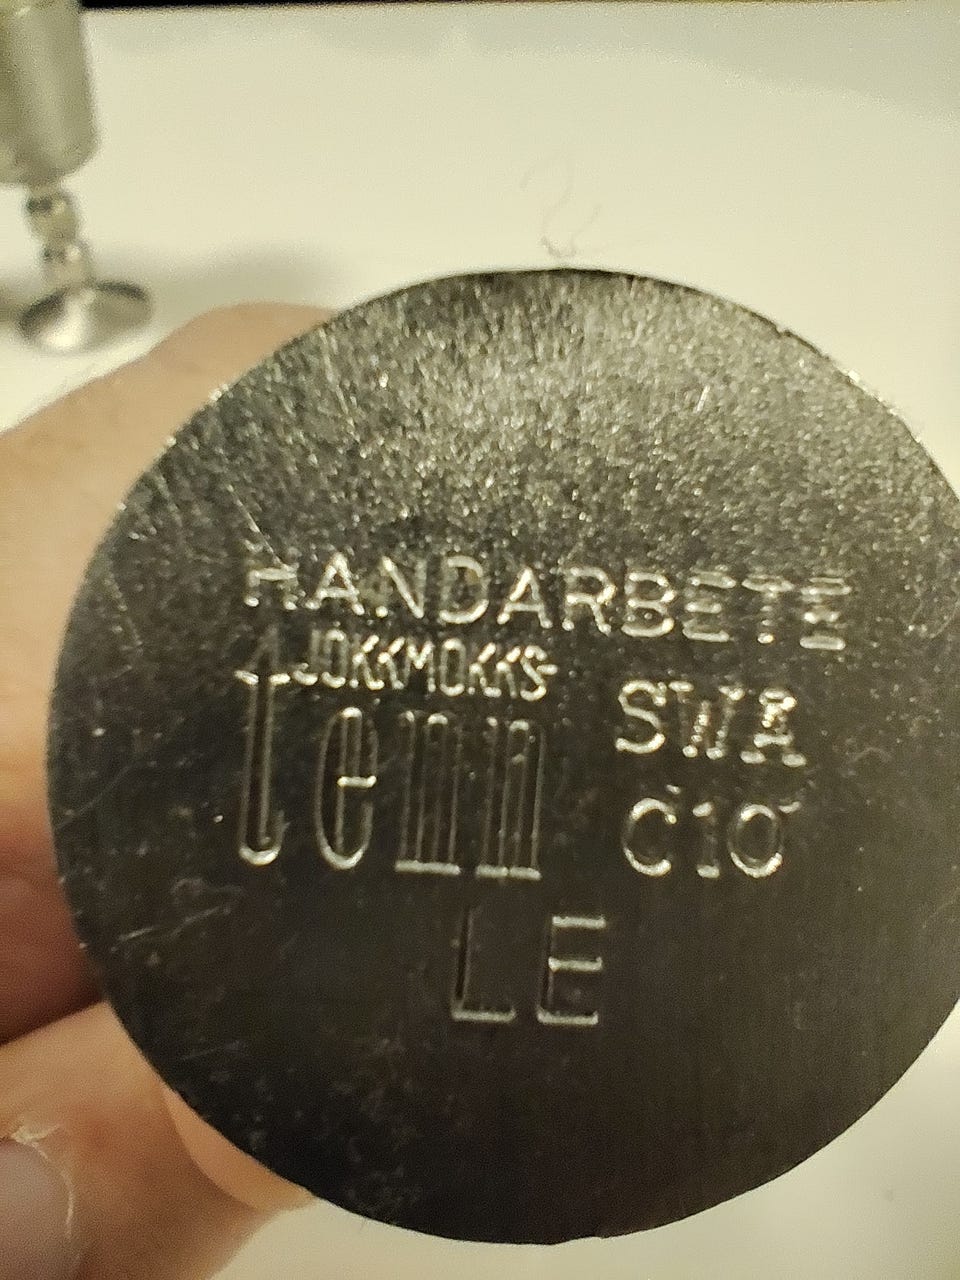 HANDARBETE
JOKKMOKKS-
tenn
SWA
C10
LE